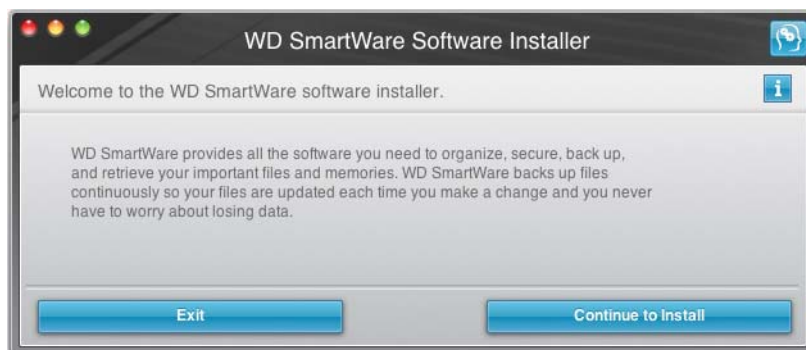 WD SmartWare Software Installer
Welcome to the WD SmartWare software installer.
i
WD SmartWare provides all the software you need to organize, secure, back up,
and retrieve your important files and memories. WD SmartWare backs up files
continuously so your files are updated each time you make a change and you never
have to worry about losing data.
Exit
Continue to Install